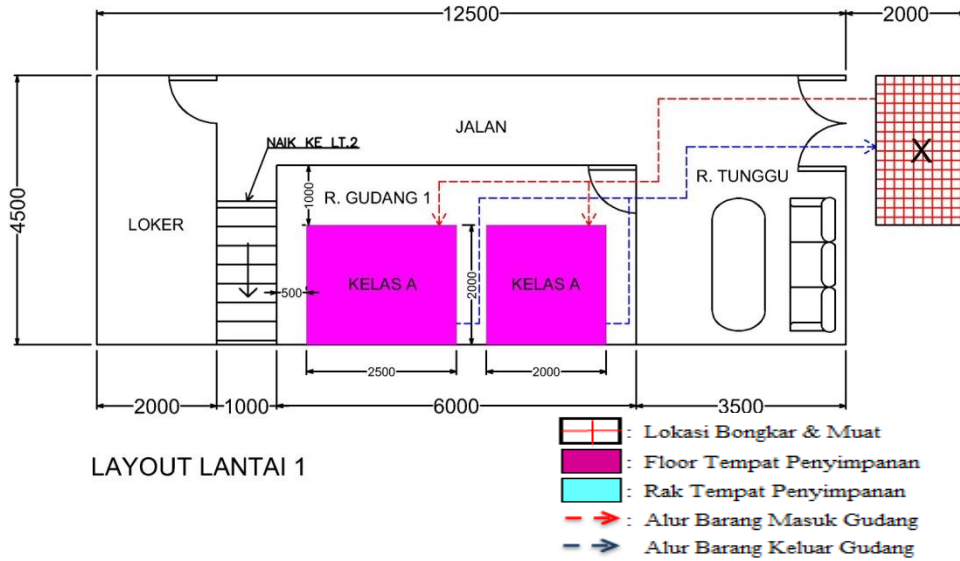 12500
2000
JALAN
X
NAIK KE LT.2
R. TUNGGU
1000
R. GUDANG 1
4500
LOKER
KELAS A
KELAS A
2000
500
2500
2000
2000
1000
6000
3500
LAYOUT LANTAI 1
: Lokasi Bongkar & Muat
: Floor Tempat Penyimpanan
: Rak Tempat Penyimpanan
: Alur Barang Masuk Gudang
Alur Barang Keluar Gudang